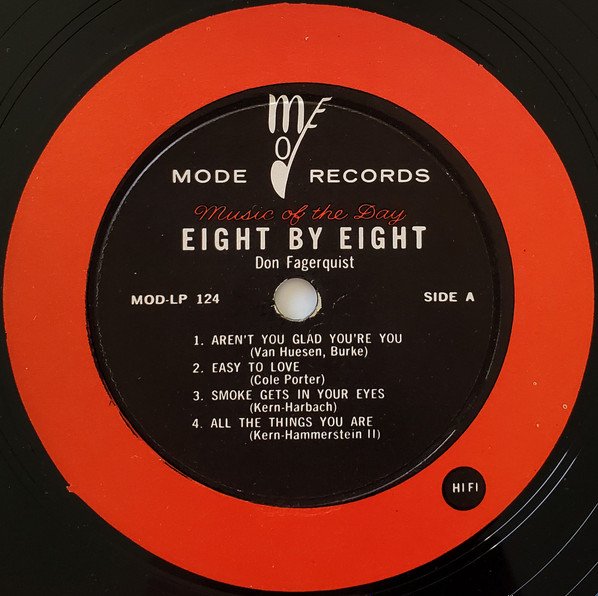 MODE
MODE RECORDS
Music of the Day
EIGHT BY EIGHT
Don Fagerquist
MOD-LP 124 SIDE A
1. AREN'T YOU GLAD YOU'RE YOU
(Van Huesen, Burke)
2. EASY TO LOVE
(Cole Porter)
3. SMOKE GETS IN YOUR EYES
(Kern-Harbach)
4. ALL THE THINGS YOU ARE
(Kern-Hammerstein II)
HIFI